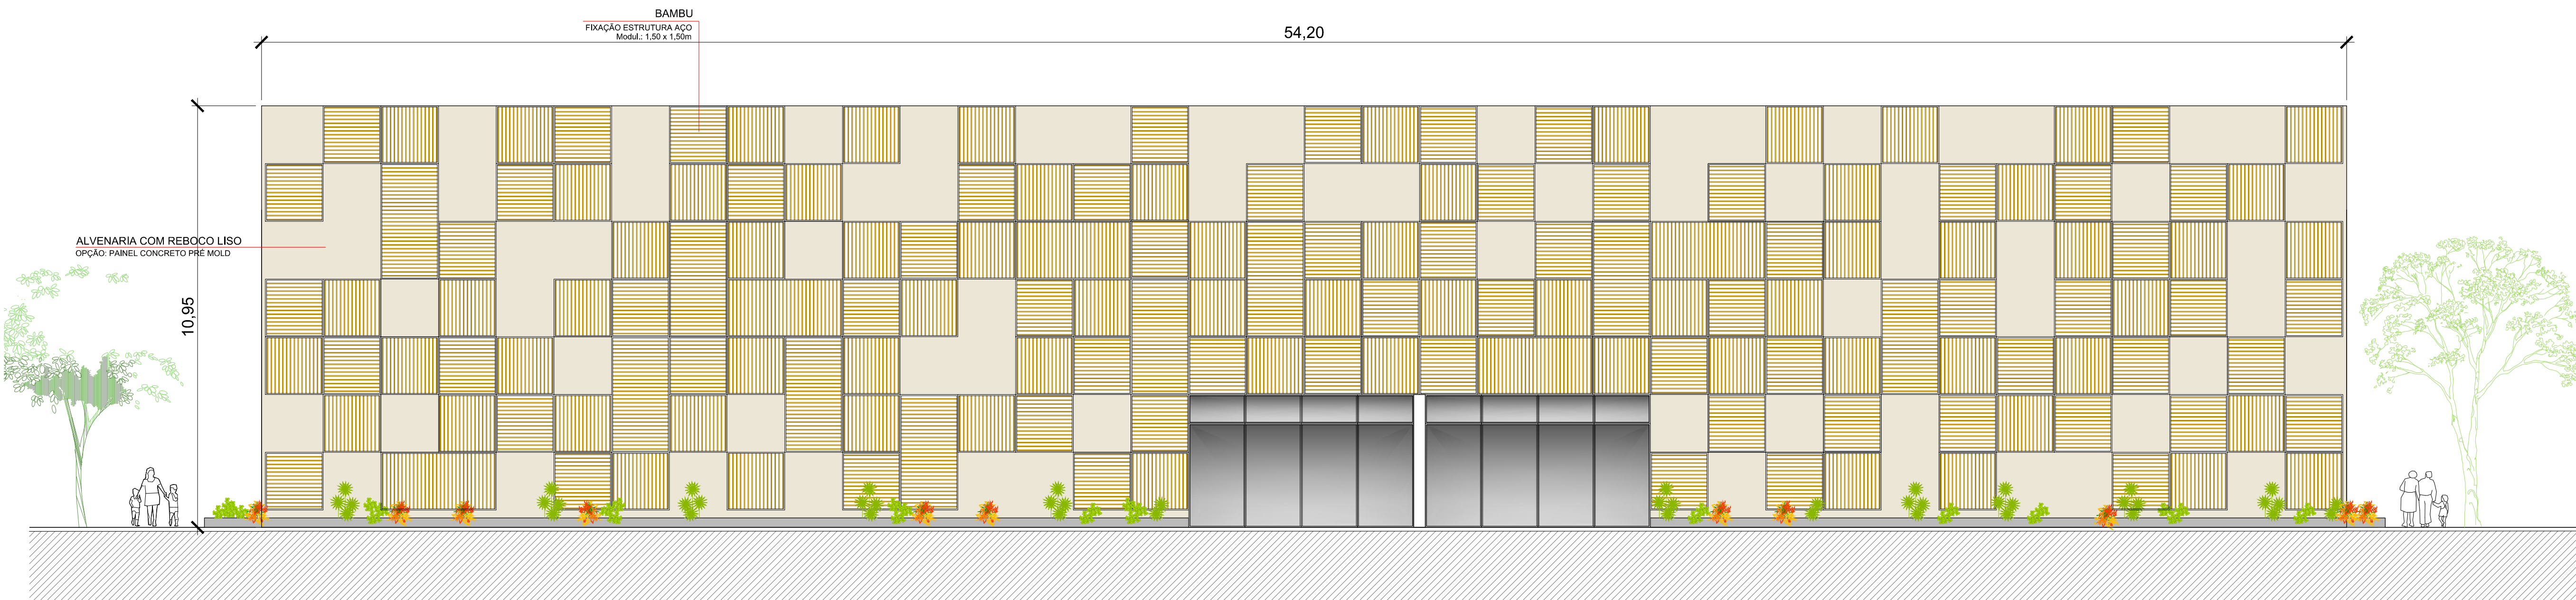 BAMBU
FIXAÇÃO ESTRUTURA AÇO
Modul.: 1,50 x 1,50m
54,20
ALVENARIA COM REBOCO LISO
OPÇÃO: PAINEL CONCRETO PRÉ MOLD
10,95